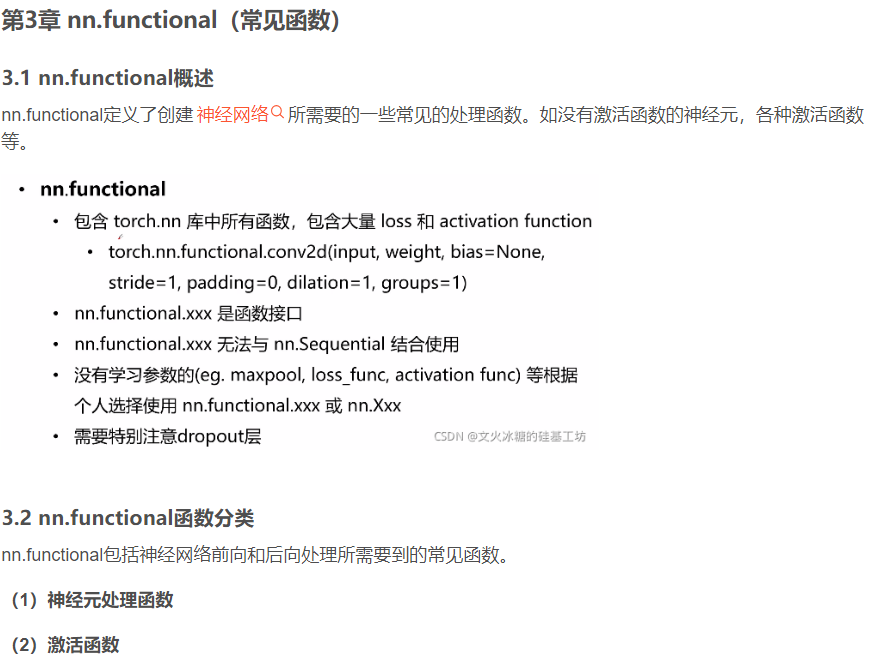 第3章 nn.functional（常见函数）
3.1 nn.functional概述
nn.functional定义了创建 神经网络 所需要的一些常见的处理函数。如没有激活函数的神经元，各种激活函数
等。
• nn.functional
• 包含 torch.nn 库中所有函数，包含大量 loss 和 activation function
• torch.nn.functional.conv2d(input, weight, bias=None,
stride=1, padding=0, dilation=1, groups=1)
• nn.functional.xxx 是函数接口
• nn.functional.xxx 无法与 nn.Sequential 结合使用
• 没有学习参数的(eg. maxpool, loss_func, activation func) 等根据
个人选择使用 nn.functional.xxx 或 nn.Xxx
• 需要特别注意dropout层
CSDN @文火冰糖的硅基工坊
3.2 nn.functional函数分类
nn.functional包括神经网络前向和后向处理所需要到的常见函数。
（1）神经元处理函数
（2）激活函数